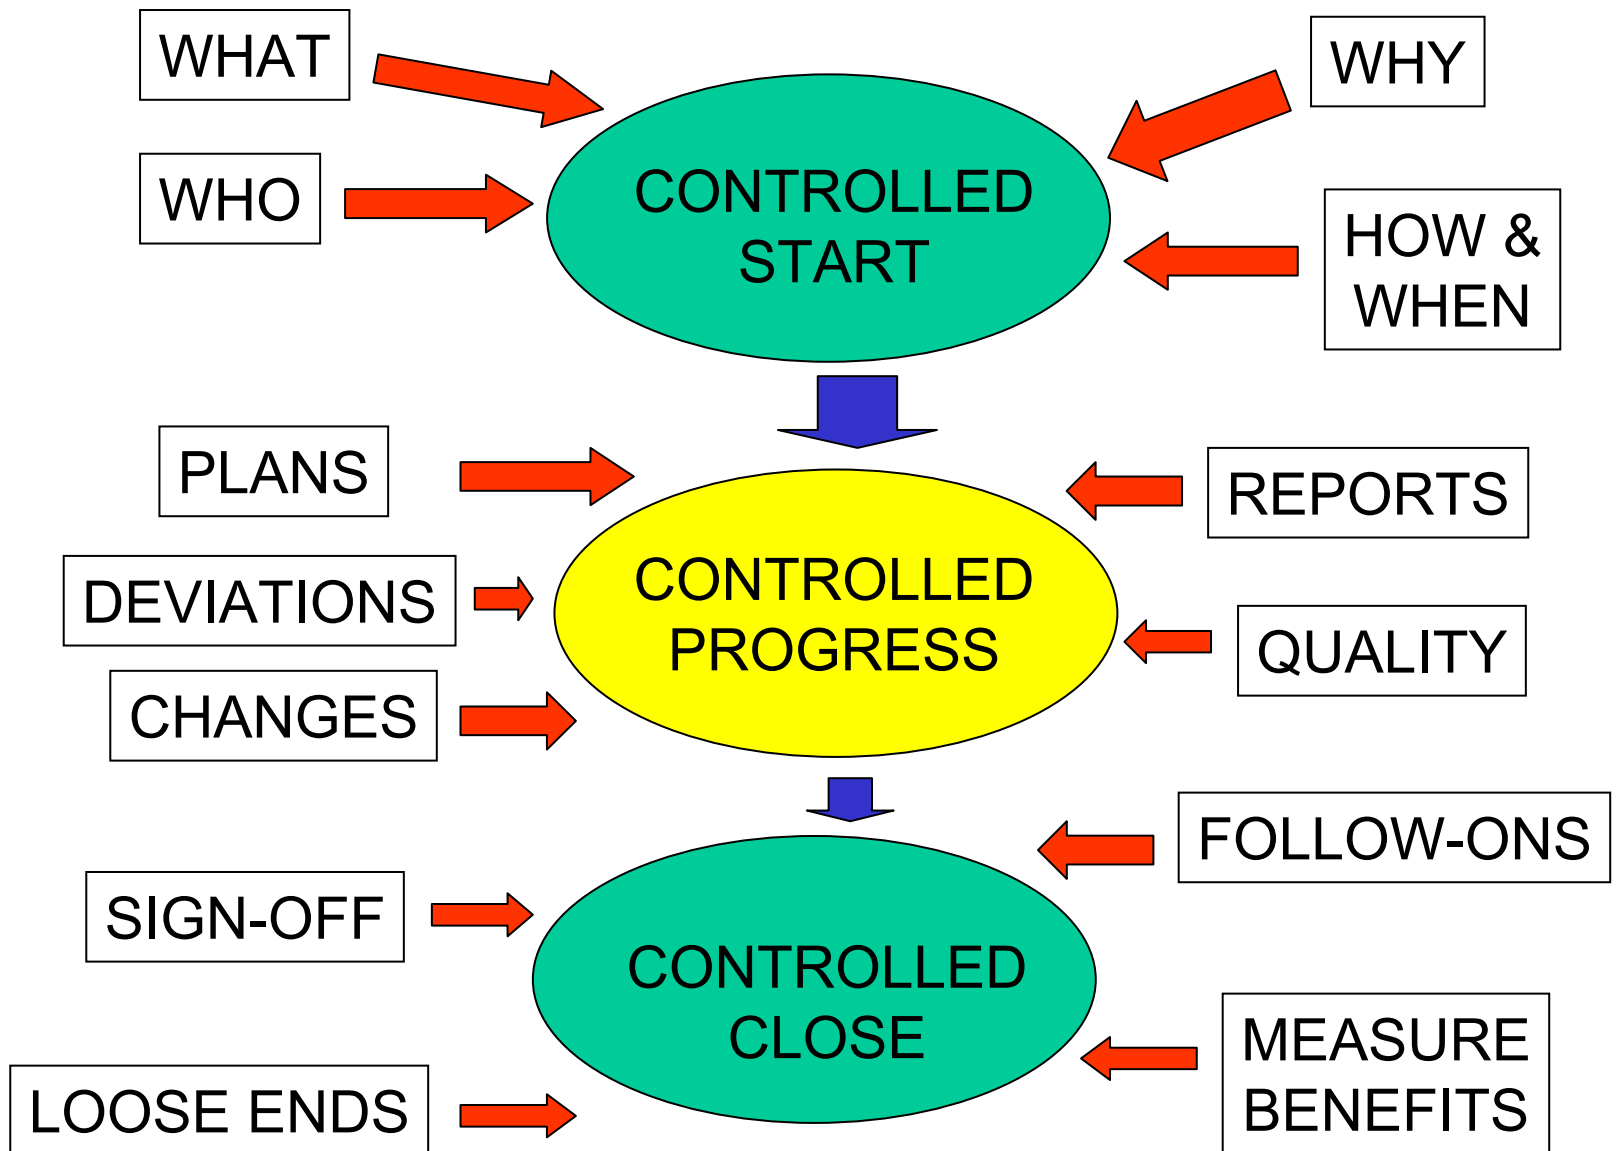 WHAT
WHY
WHO
CONTROLLED
START
HOW &
WHEN
PLANS
REPORTS
DEVIATIONS
CONTROLLED
PROGRESS
QUALITY
CHANGES
FOLLOW-ONS
SIGN-OFF
CONTROLLED
CLOSE
MEASURE
BENEFITS
LOOSE ENDS